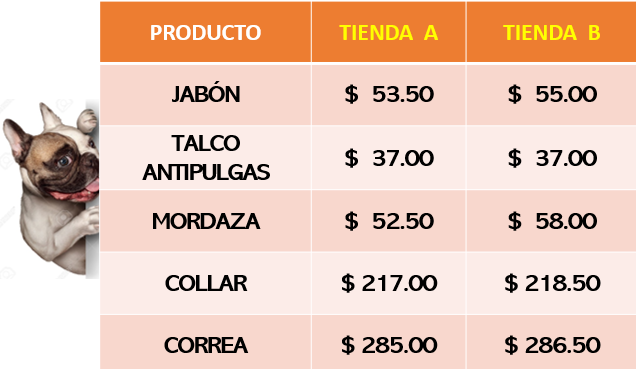 PRODUCTO TIENDA A TIENDA B
JABÓN $ 53.50 $ 55.00
TALCO
ANTIPULGAS $ 37.00 $ 37.00
MORDAZA $ 52.50 $ 58.00
COLLAR $ 217.00 $ 218.50
CORREA $ 285.00 $ 286.50